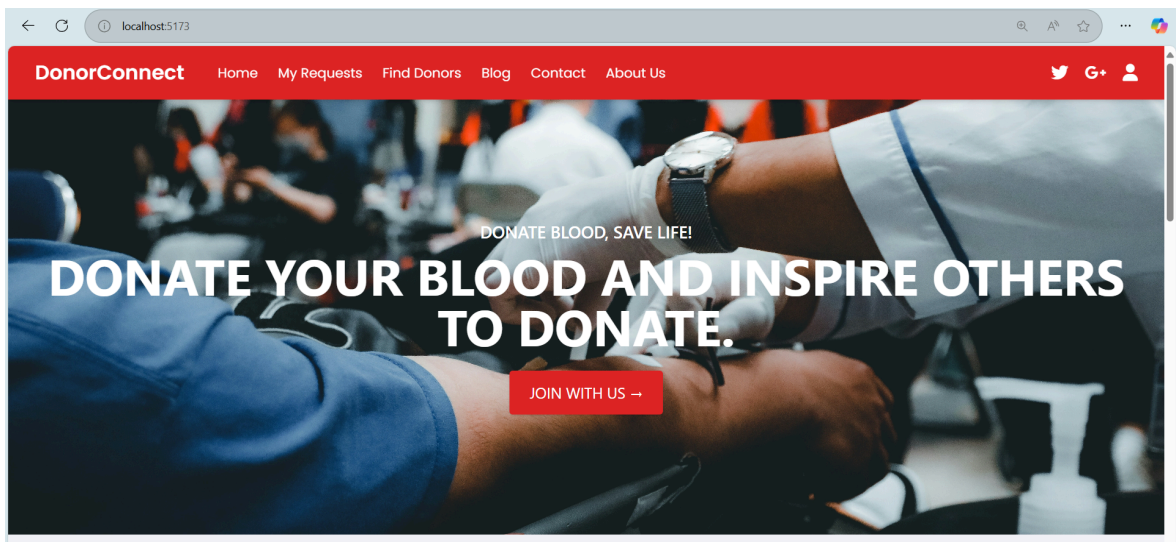 localhost:5173
DonorConnect Home My Requests Find Donors Blog Contact About Us G+
DONATE BLOOD, SAVE LIFE!
DONATE YOUR BLOOD AND INSPIRE OTHERS
TO DONATE.
JOIN WITH US →